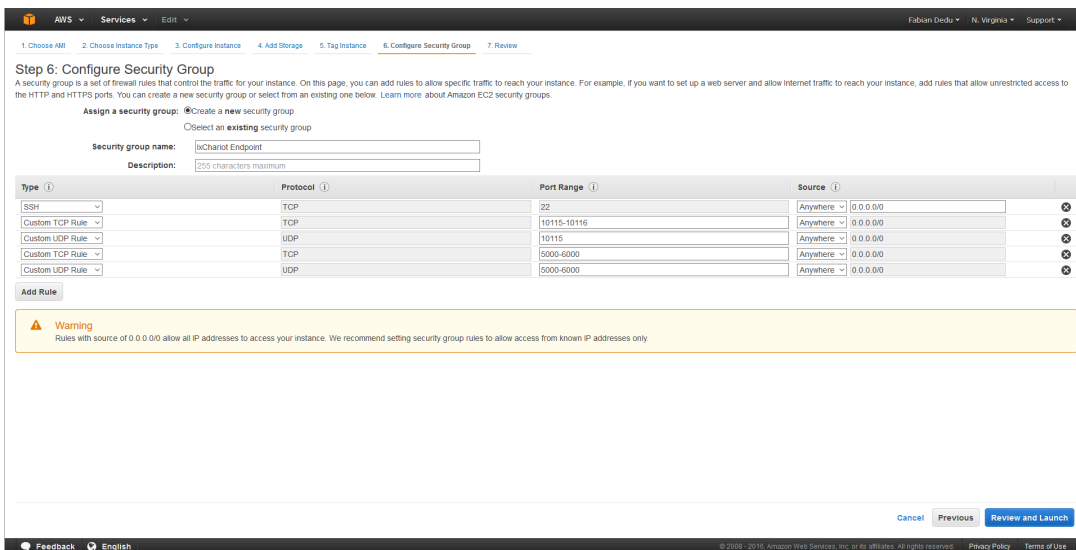 AWS Services Edit Fabian Dedu N. Virginia Support
1. Choose AMI 2. Choose Instance Type 3. Configure Instance 4. Add Storage 5. Tag Instance 6. Configure Security Group 7. Review
Step 6: Configure Security Group
A security group is a set of firewall rules that control the traffic for your instance. On this page, you can add rules to allow specific traffic to reach your instance. For example, if you want to set up a web server and allow Internet traffic to reach your instance, add rules that allow unrestricted access to
the HTTP and HTTPS ports. You can create a new security group or select from an existing one below. Learn more about Amazon EC2 security groups.
Assign a security group: Create a new security group
Select an existing security group
Security group name: IxChariot Endpoint
Description: 255 characters maximum
Type Protocol Port Range Source
SSH TCP 22 Anywhere 0.0.0.0/0
Custom TCP Rule TCP 10115-10116 Anywhere 0.0.0.0/0
Custom UDP Rule UDP 10115 Anywhere 0.0.0.0/0
Custom TCP Rule TCP 5000-6000 Anywhere 0.0.0.0/0
Custom UDP Rule UDP 5000-6000 Anywhere 0.0.0.0/0
Add Rule
Warning
Rules with source of 0.0.0.0/0 allow all IP addresses to access your instance. We recommend setting security group rules to allow access from known IP addresses only.
Cancel Previous Review and Launch
Feedback English © 2008 - 2016, Amazon Web Services, Inc. or its affiliates. All rights reserved. Privacy Policy Terms of Use